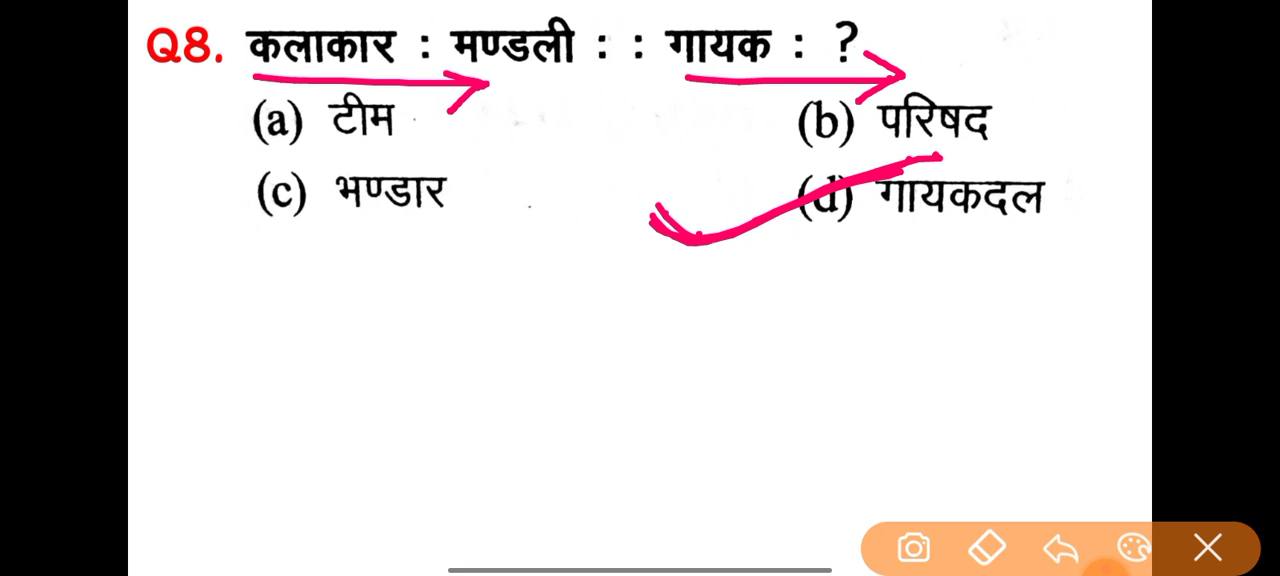 Q8. कलाकार : मण्डली : : गायक : ?
(a) टीम (b) परिषद
(c) भण्डार (d) गायकदल